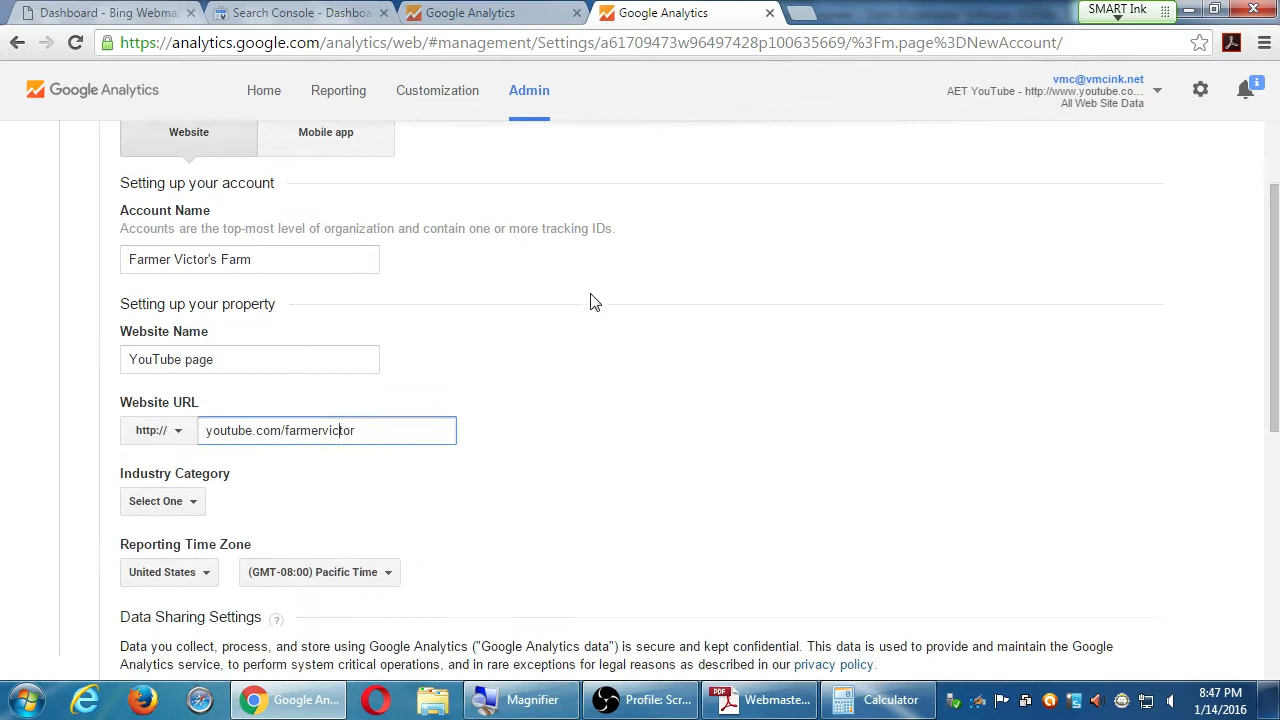 Dashboard - Bing Webmas
Search Console - Dashboa
Google Analytics
Google Analytics
SMART Ink
https://analytics.google.com/analytics/web/#management/Settings/a61709473w96497428p100635669/%3Fm.page%3DNewAccount/
Google Analytics
Home
Reporting
Customization
Admin
vmc@vmcink.net
AET YouTube - http://www.youtube.co...
All Web Site Data
Website
Mobile app
Setting up your account
Account Name
Accounts are the top-most level of organization and contain one or more tracking IDs.
Farmer Victor's Farm
Setting up your property
Website Name
YouTube page
Website URL
http://
youtube.com/farmervictor
Industry Category
Select One
Reporting Time Zone
United States
(GMT-08:00) Pacific Time
Data Sharing Settings ?
Data you collect, process, and store using Google Analytics ("Google Analytics data") is secure and kept confidential. This data is used to provide and maintain the Google
Analytics service, to perform system critical operations, and in rare exceptions for legal reasons as described in our privacy policy.
Google An...
Magnifier
Profile: Scr...
PDF
Webmaste...
Calculator
8:47 PM
1/14/2016